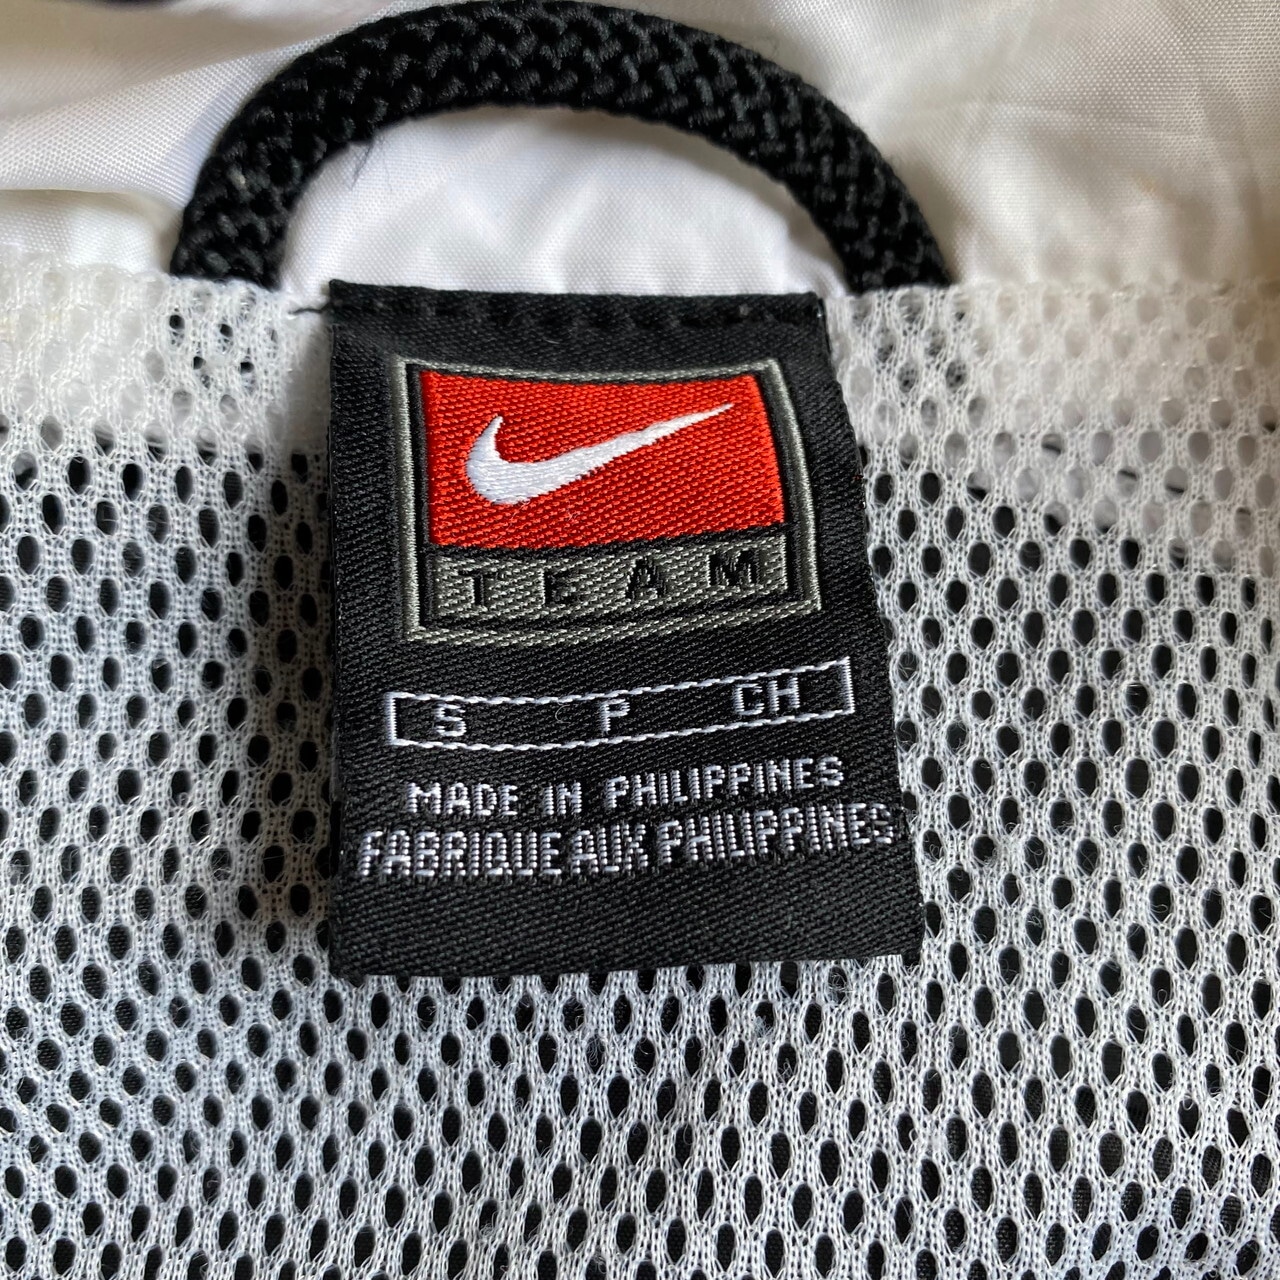 TEAM
S P CH
MADE IN PHILIPPINES
FABRIQUE AUX PHILIPPINES